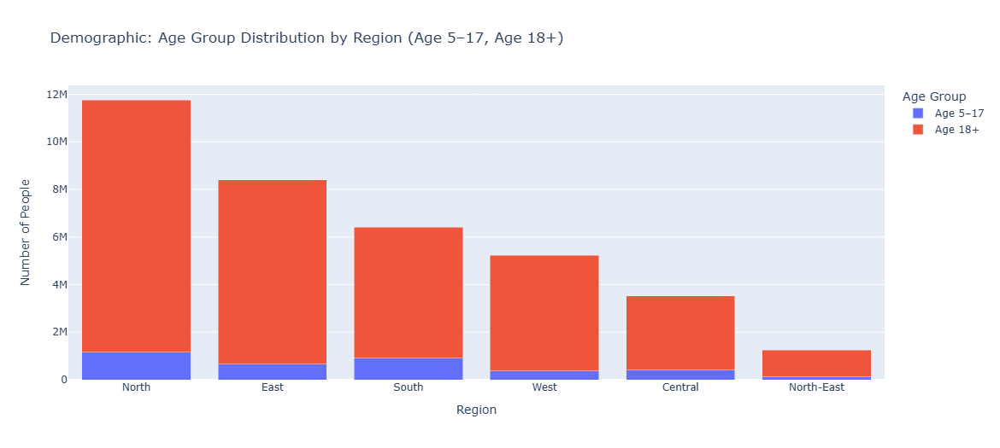 Demographic: Age Group Distribution by Region (Age 5–17, Age 18+)
Age Group
Age 5–17
Age 18+
Number of People
12M
10M
8M
6M
4M
2M
0
North
East
South
West
Central
North-East
Region